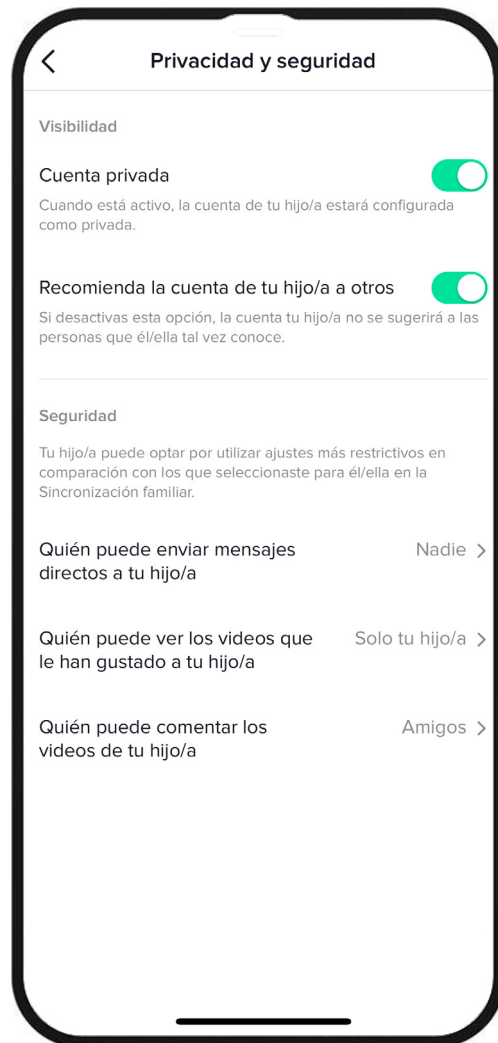 Privacidad y seguridad
Visibilidad
Cuenta privada
Cuando está activo, la cuenta de tu hijo/a estará configurada
como privada.
Recomienda la cuenta de tu hijo/a a otros
Si desactivas esta opción, la cuenta tu hijo/a no se sugerirá a las
personas que él/ella tal vez conoce.
Seguridad
Tu hijo/a puede optar por utilizar ajustes más restrictivos en
comparación con los que seleccionaste para él/ella en la
Sincronización familiar.
Quién puede enviar mensajes
directos a tu hijo/a
Nadie
Quién puede ver los videos que
le han gustado a tu hijo/a
Solo tu hijo/a
Quién puede comentar los
videos de tu hijo/a
Amigos